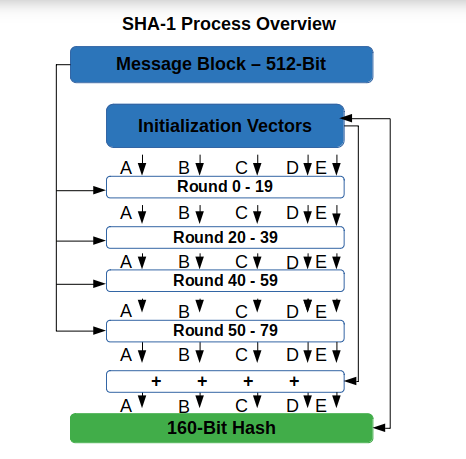 SHA-1 Process Overview
Message Block – 512-Bit
Initialization Vectors
A B C D E
Round 0 - 19
A B C D E
Round 20 - 39
A B C D E
Round 40 - 59
A B C D E
Round 50 - 79
A B C D E
+ + + +
A B C D E
160-Bit Hash